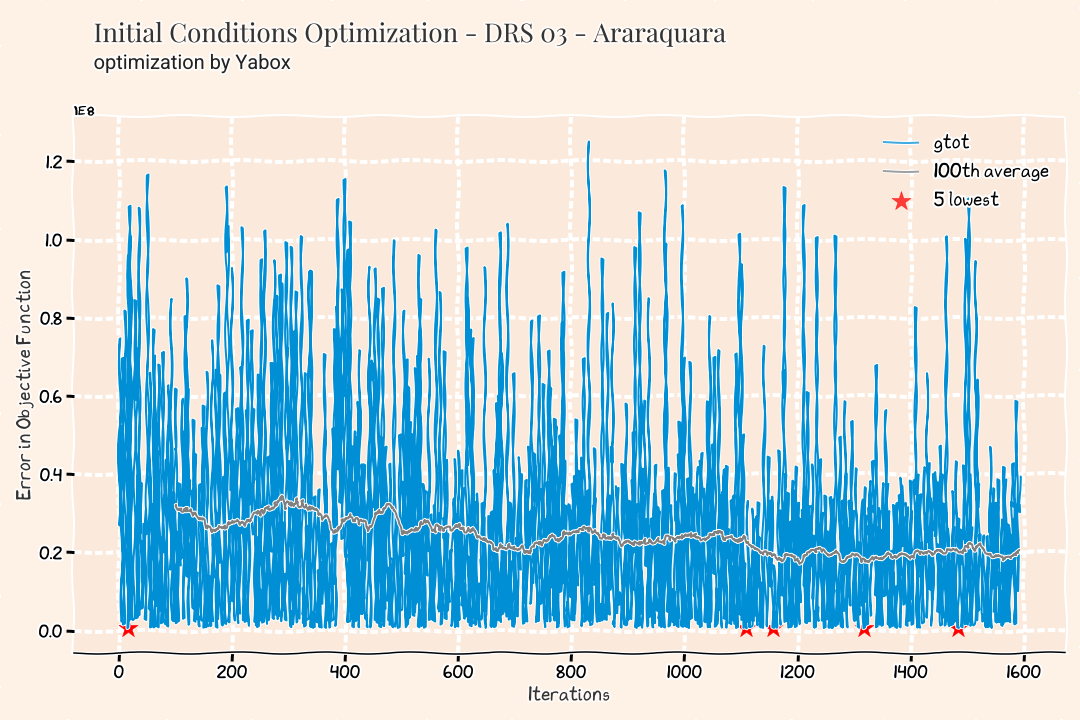 Initial Conditions Optimization - DRS 03 - Araraquara
optimization by Yabox
1E8
gtot
100th average
5 lowest
Error in Objective Function
1.2
1.0
0.8
0.6
0.4
0.2
0.0
0 200 400 600 800 1000 1200 1400 1600
Iterations